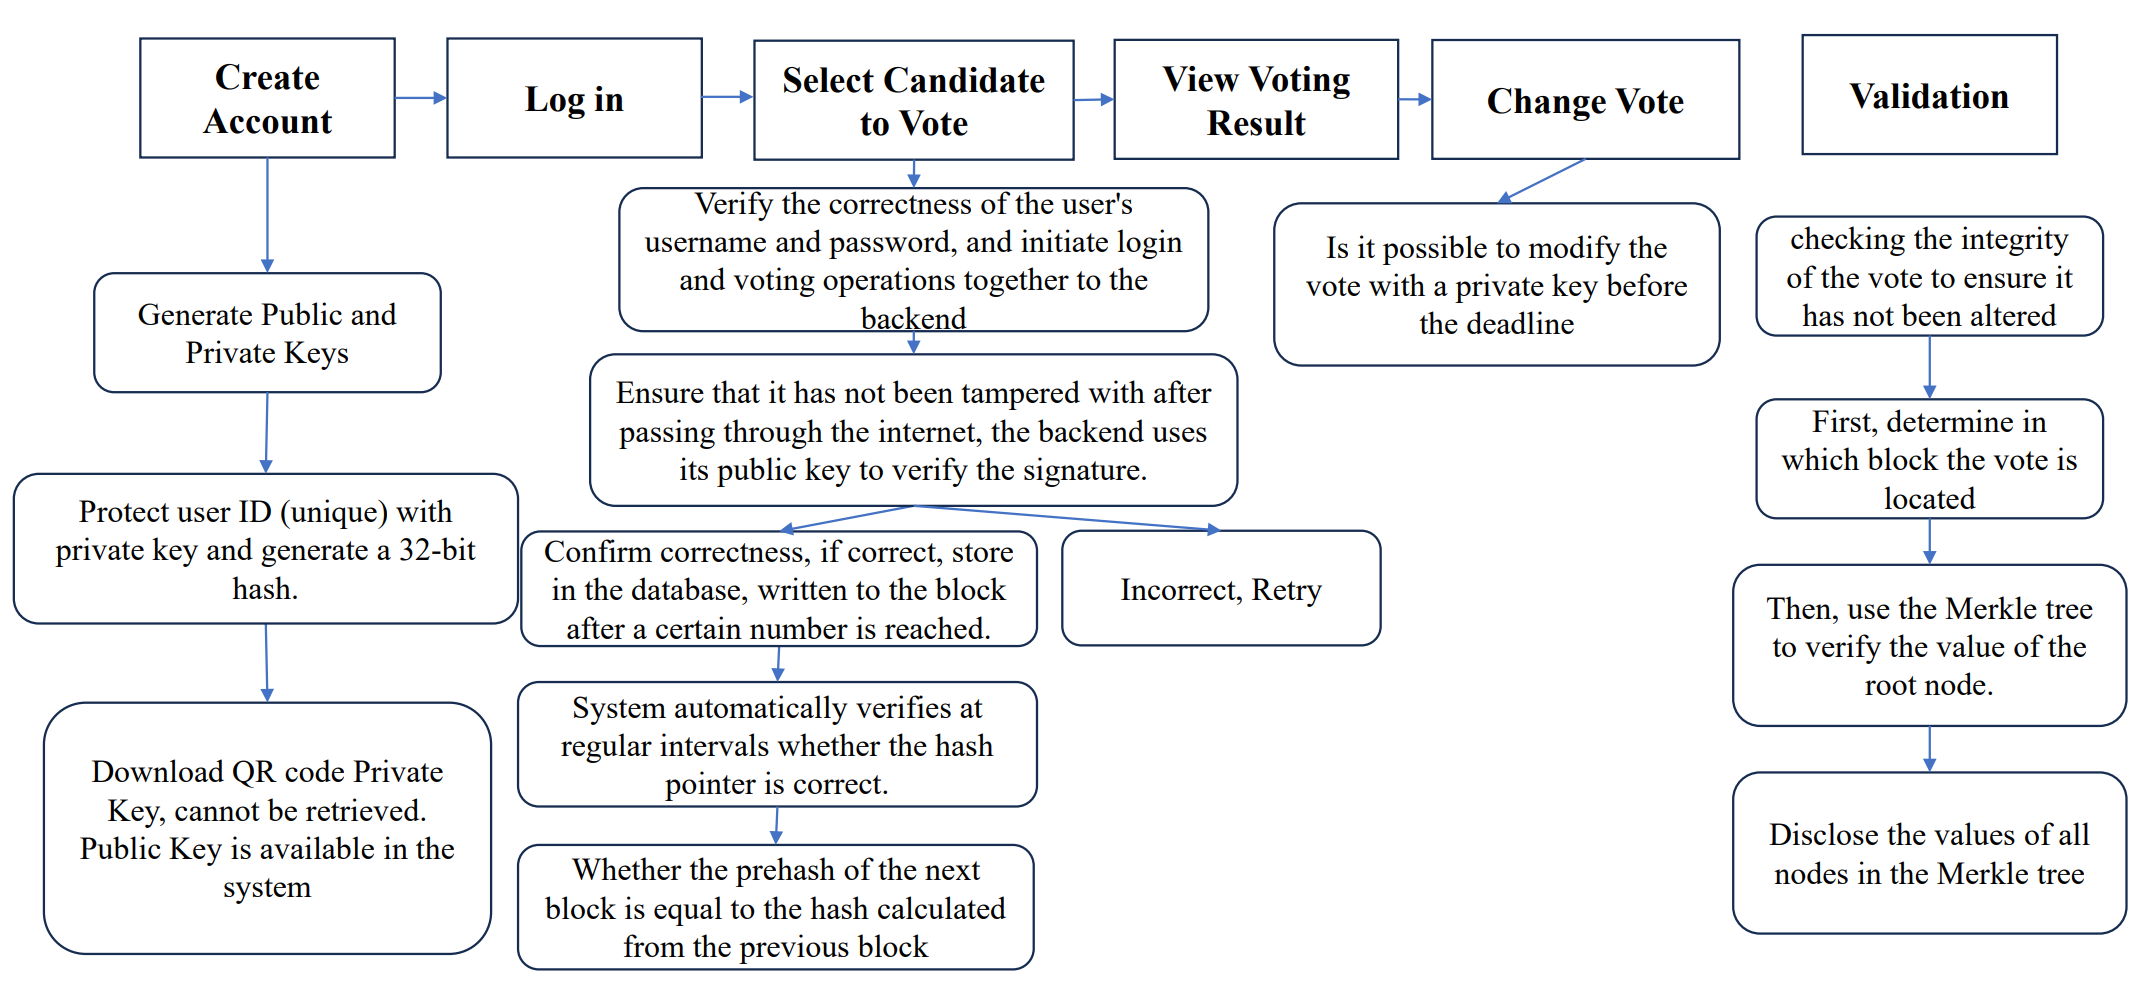 Create
Account
Log in
Select Candidate
to Vote
View Voting
Result
Change Vote
Validation
Generate Public and
Private Keys
Protect user ID (unique) with
private key and generate a 32-bit
hash.
Download QR code Private
Key, cannot be retrieved.
Public Key is available in the
system
Verify the correctness of the user's
username and password, and initiate login
and voting operations together to the
backend
Ensure that it has not been tampered with after
passing through the internet, the backend uses
its public key to verify the signature.
Confirm correctness, if correct, store
in the database, written to the block
after a certain number is reached.
Incorrect, Retry
System automatically verifies at
regular intervals whether the hash
pointer is correct.
Whether the prehash of the next
block is equal to the hash calculated
from the previous block
Is it possible to modify the
vote with a private key before
the deadline
checking the integrity
of the vote to ensure it
has not been altered
First, determine in
which block the vote is
located
Then, use the Merkle tree
to verify the value of the
root node.
Disclose the values of all
nodes in the Merkle tree